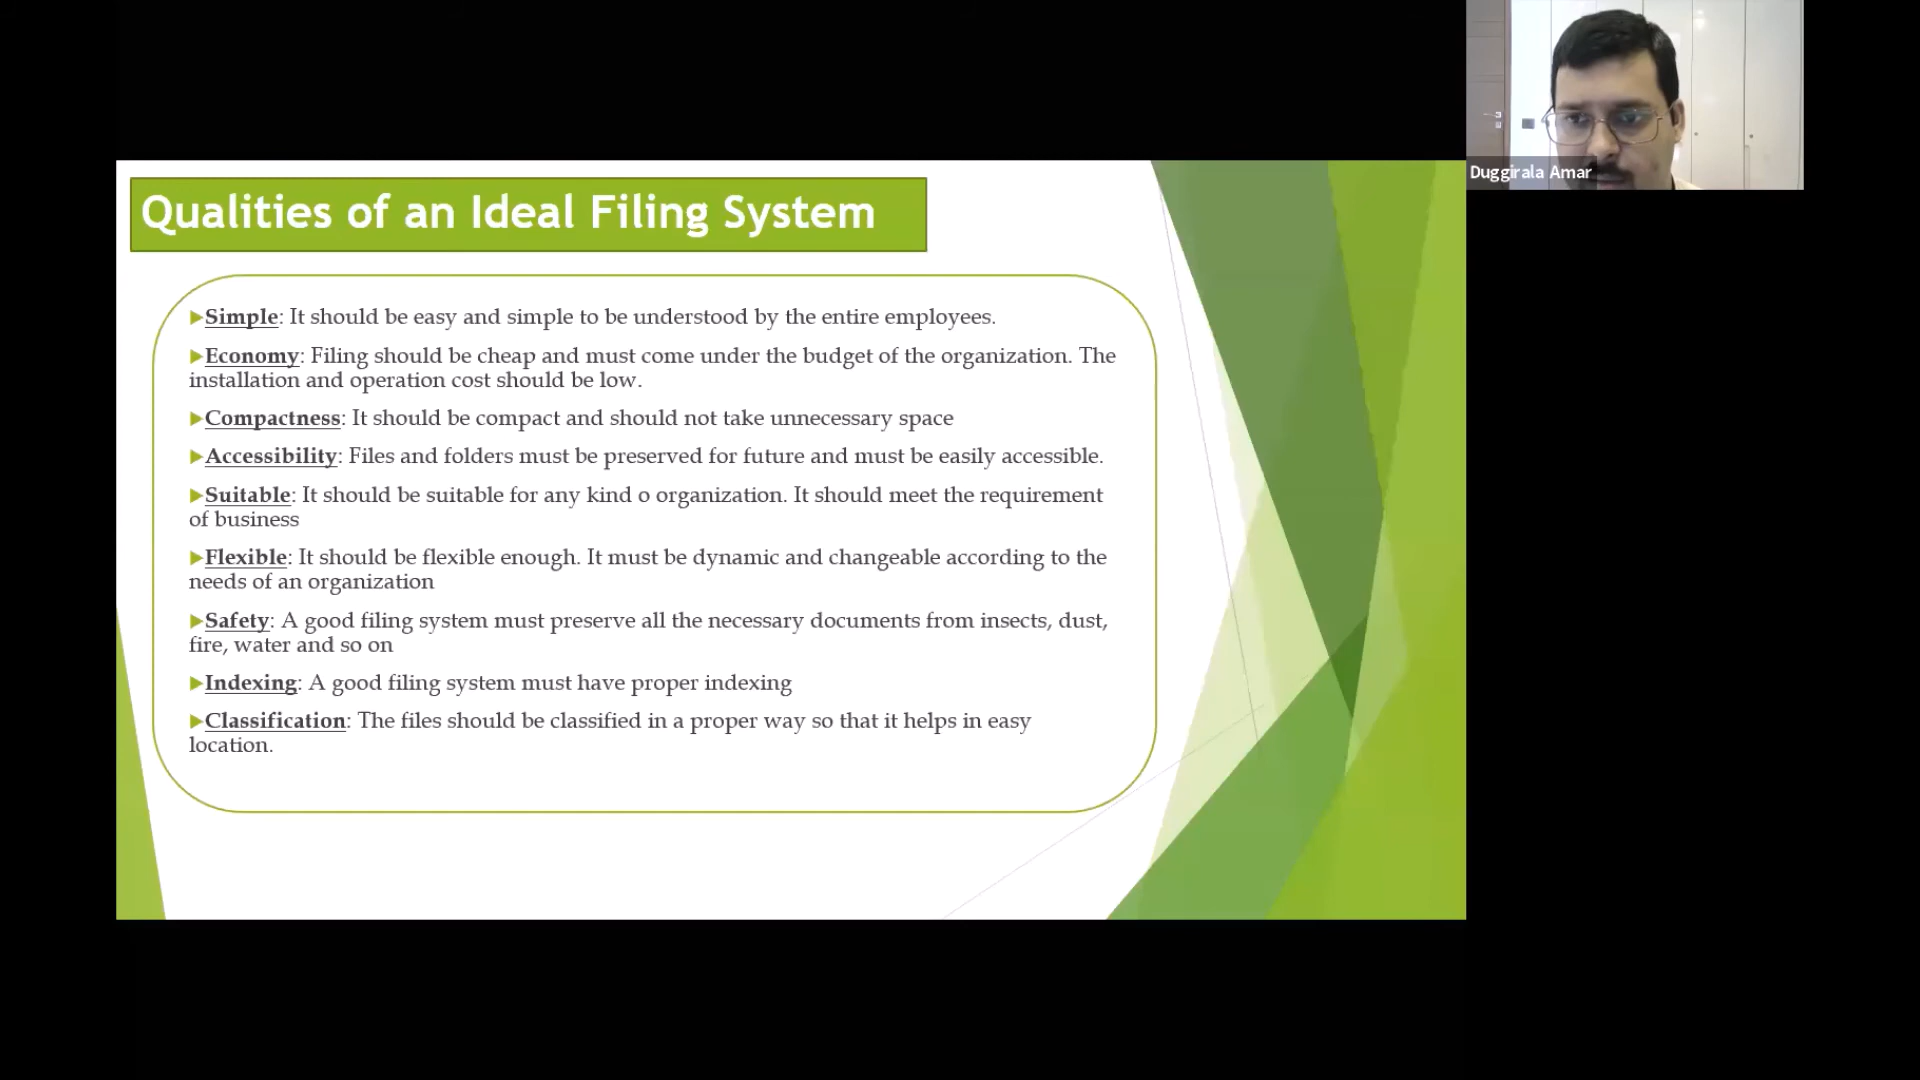 Qualities of an Ideal Filing System
Simple: It should be easy and simple to be understood by the entire employees.
Economy: Filing should be cheap and must come under the budget of the organization. The
installation and operation cost should be low.
Compactness: It should be compact and should not take unnecessary space
Accessibility: Files and folders must be preserved for future and must be easily accessible.
Suitable: It should be suitable for any kind o organization. It should meet the requirement
of business
Flexible: It should be flexible enough. It must be dynamic and changeable according to the
needs of an organization
Safety: A good filing system must preserve all the necessary documents from insects, dust,
fire, water and so on
Indexing: A good filing system must have proper indexing
Classification: The files should be classified in a proper way so that it helps in easy
location.
Duggirala Amar